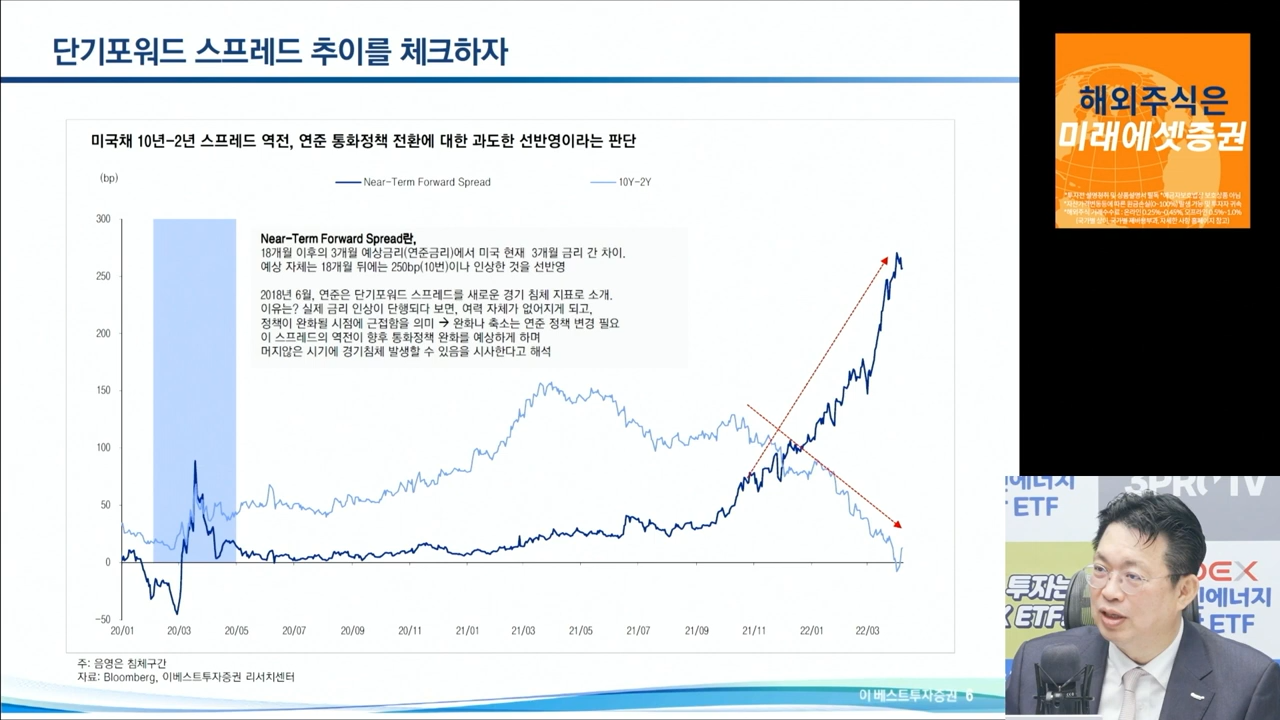 단기포워드 스프레드 추이를 체크하자
미국채 10년-2년 스프레드 역전, 연준 통화정책 전환에 대한 과도한 선반영이라는 판단
(bp)
Near-Term Forward Spread
10Y-2Y
300
250
200
150
100
50
0
-50
Near-Term Forward Spread란,
18개월 이후의 3개월 예상금리(연준금리)에서 미국 현재 3개월 금리 간 차이.
예상 자체는 18개월 뒤에는 250bp(10번)이나 인상한 것을 선반영
2018년 6월, 연준은 단기포워드 스프레드를 새로운 경기 침체 지표로 소개.
이유는? 실제 금리 인상이 단행되다 보면, 여력 자체가 없어지게 되고,
정책이 완화될 시점에 근접함을 의미 → 완화나 축소는 연준 정책 변경 필요
이 스프레드의 역전이 향후 통화정책 완화를 예상하게 하며
머지않은 시기에 경기침체 발생할 수 있음을 시사한다고 해석
20/01 20/03 20/05 20/07 20/09 20/11 21/01 21/03 21/05 21/07 21/09 21/11 22/01 22/03
주: 음영은 침체구간
자료: Bloomberg, 이베스트투자증권 리서치센터
이베스트투자증권 6
해외주식은
미래에셋증권
3PROTV
에너지
ETF
투자는
K ETF!
EX
에너지
ETF